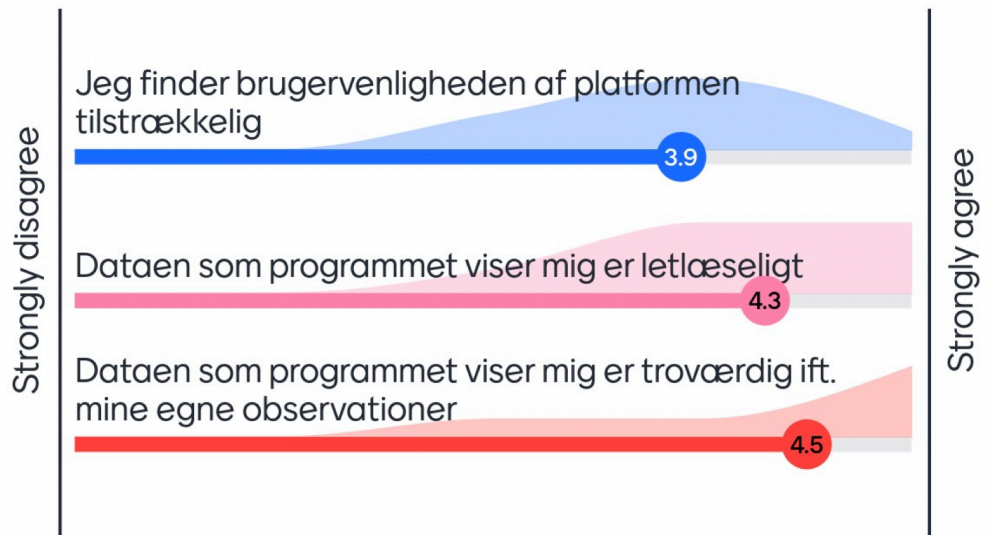 Strongly disagree
Jeg finder brugervenligheden af platformen
tilstrækkelig
3.9
Dataen som programmet viser mig er letlæseligt
4.3
Dataen som programmet viser mig er troværdig ift.
mine egne observationer
4.5
Strongly agree